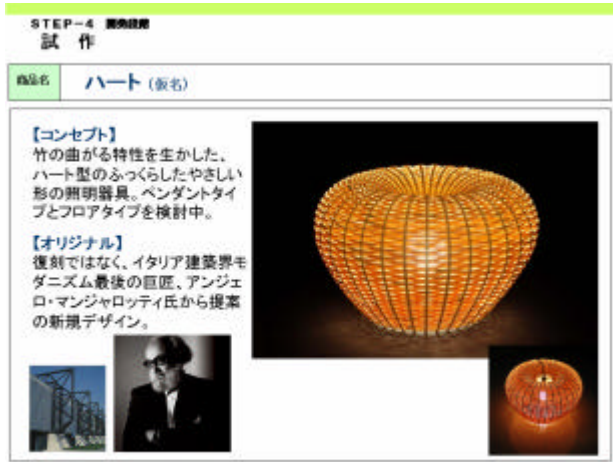 STEP-4 開発段階
試 作
商品名
ハート (仮名)
【コンセプト】
竹の曲がる特性を生かした、
ハート型のふっくらしたやさしい
形の照明器具。ペンダントタイ
プとフロアタイプを検討中。
【オリジナル】
復刻ではなく、イタリア建築界モ
ダニズム最後の巨匠、アンジェ
ロ・マンジャロッティ氏から提案
の新規デザイン。